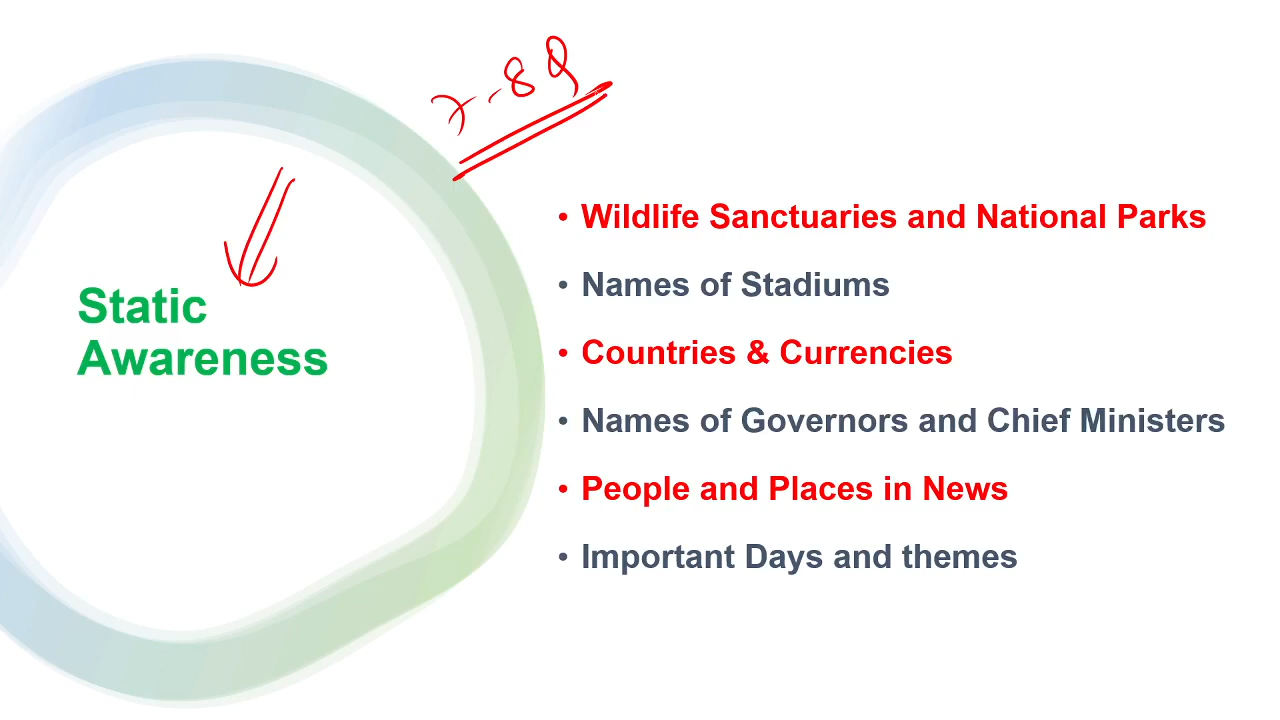 7-8Q
Static
Awareness
• Wildlife Sanctuaries and National Parks
• Names of Stadiums
• Countries & Currencies
• Names of Governors and Chief Ministers
• People and Places in News
• Important Days and themes